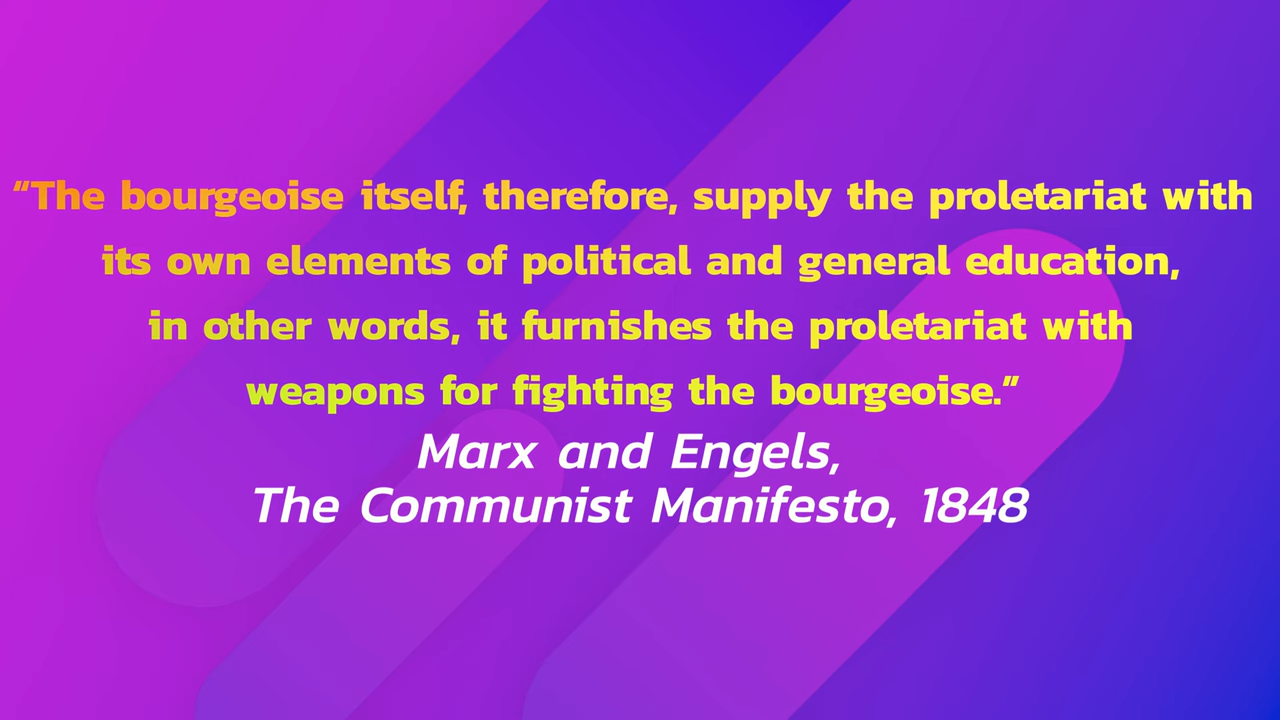 "The bourgeoise itself, therefore, supply the proletariat with
its own elements of political and general education,
in other words, it furnishes the proletariat with
weapons for fighting the bourgeoise."
Marx and Engels,
The Communist Manifesto, 1848